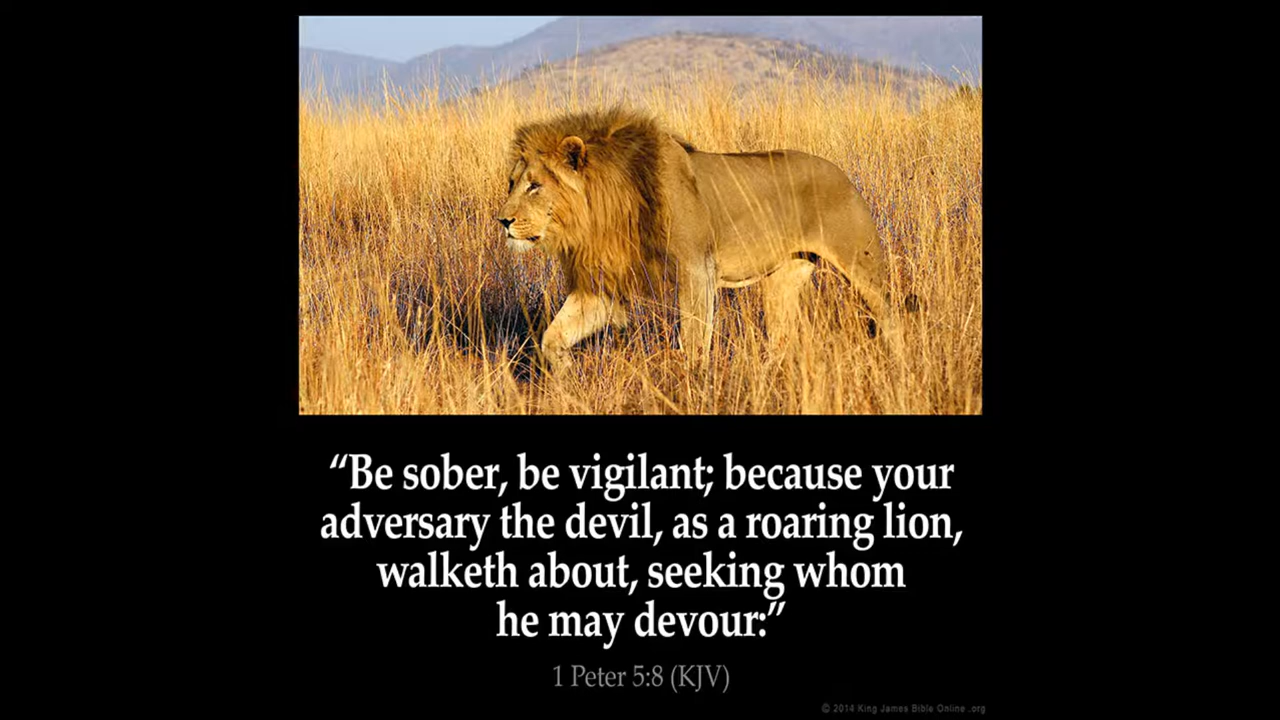 “Be sober, be vigilant; because your
adversary the devil, as a roaring lion,
walketh about, seeking whom
he may devour:”
1 Peter 5:8 (KJV)
© 2014 King James Bible Online .org